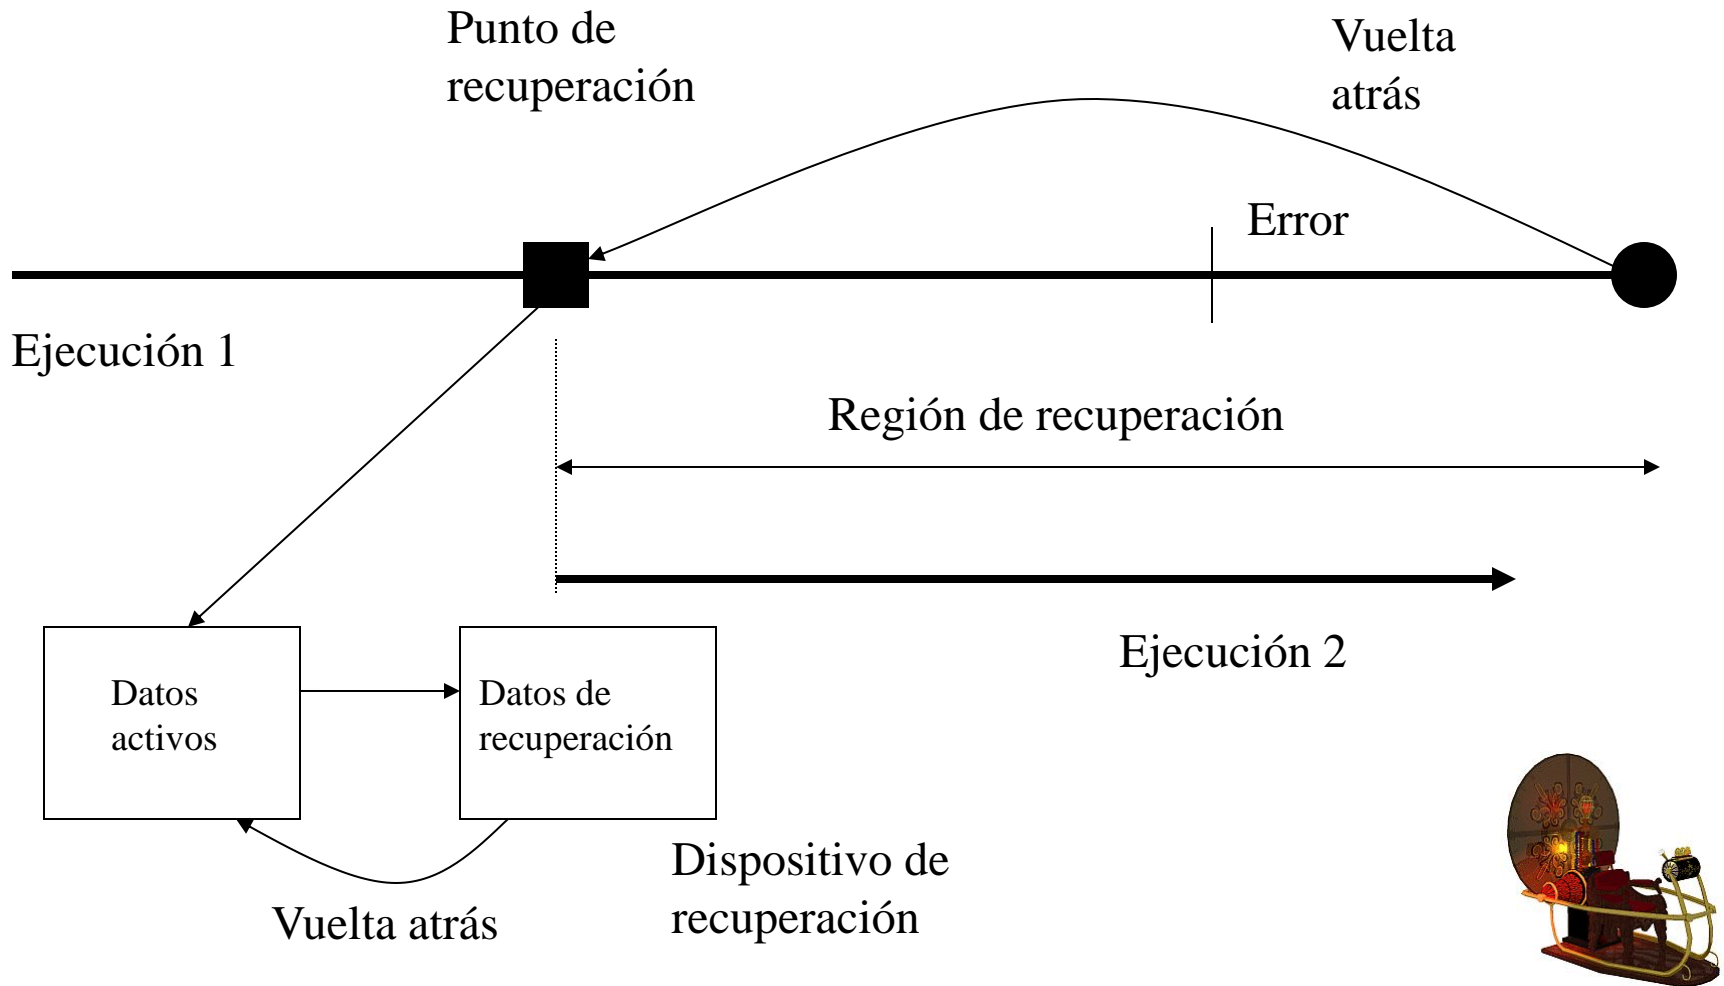 Punto de
recuperación
Vuelta
atrás
Error
Ejecución 1
Región de recuperación
Ejecución 2
Datos
activos
Datos de
recuperación
Dispositivo de
recuperación
Vuelta atrás